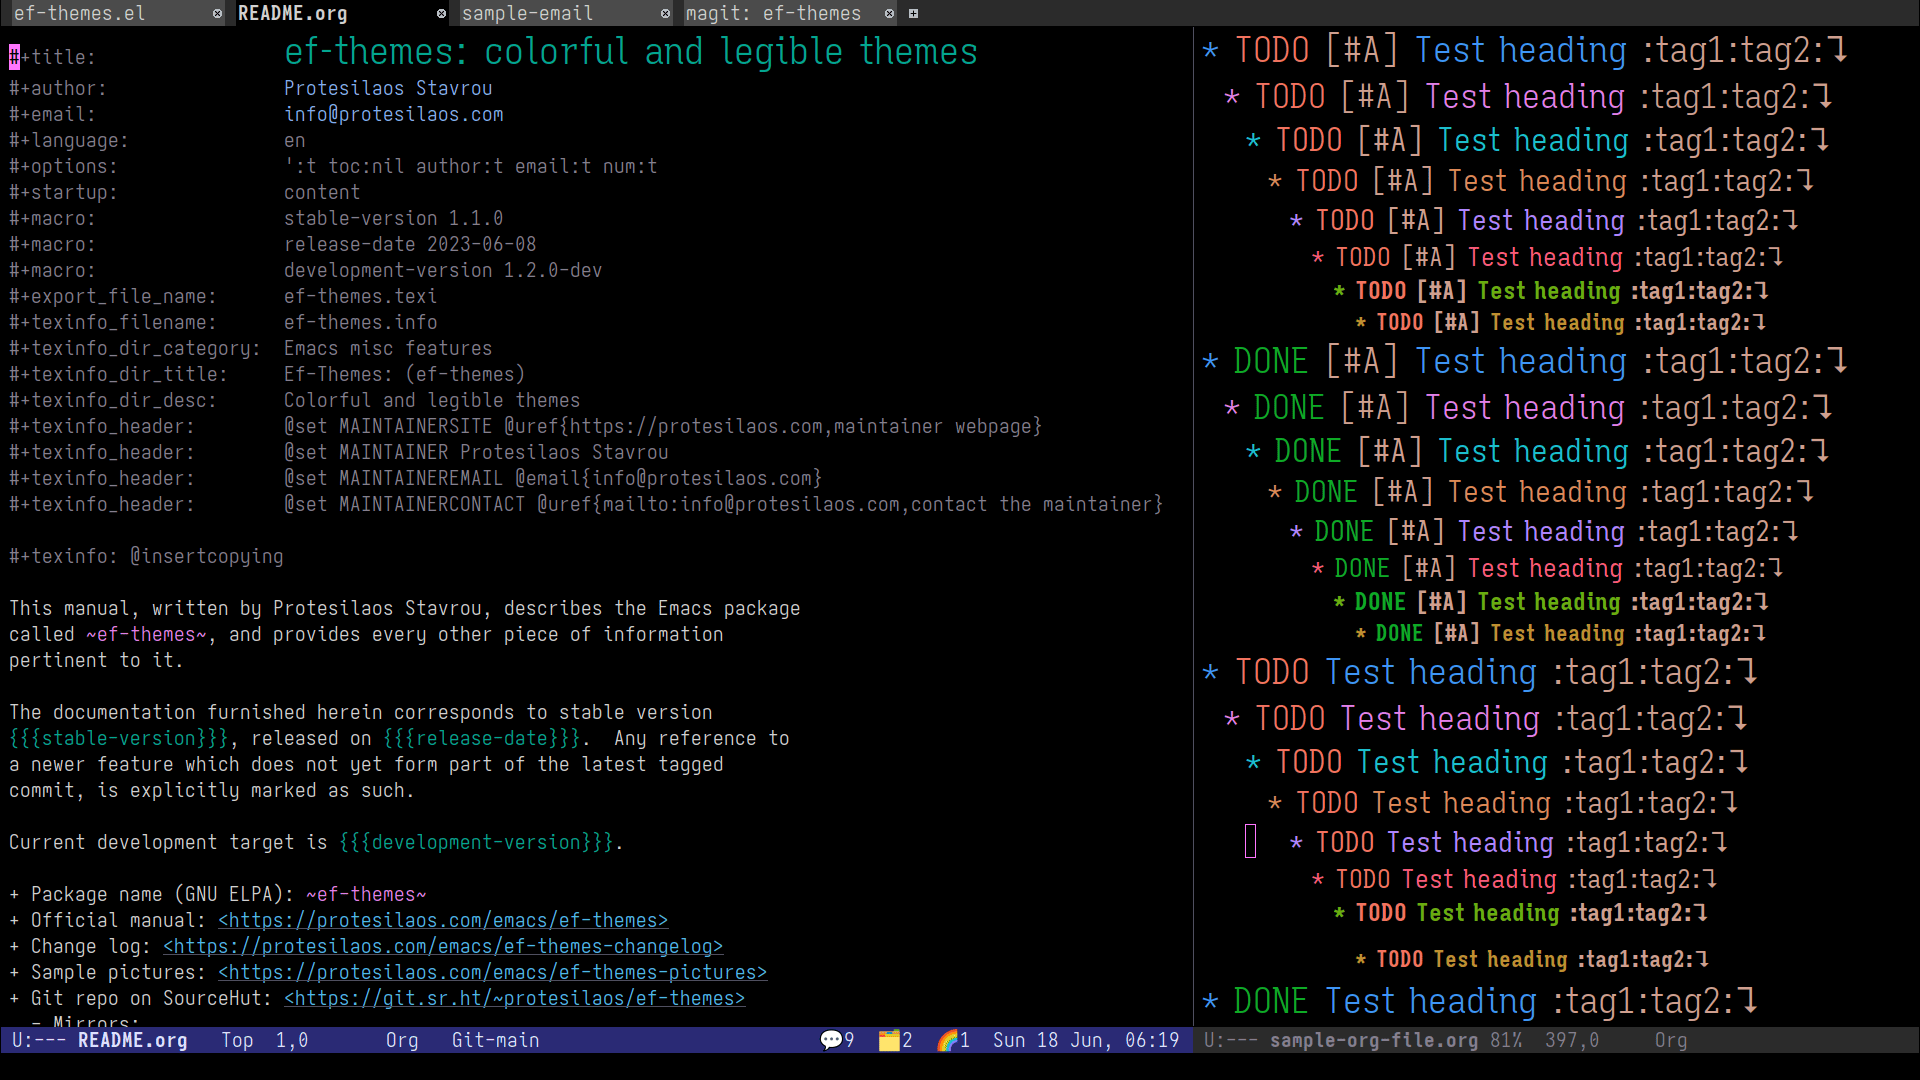 ef-themes.el README.org sample-email magit: ef-themes
#+title: ef-themes: colorful and legible themes
#+author: Protesilaos Stavrou
#+email: info@protesilaos.com
#+language: en
#+options: ':t toc:nil author:t email:t num:t
#+startup: content
#+macro: stable-version 1.1.0
#+macro: release-date 2023-06-08
#+macro: development-version 1.2.0-dev
#+export_file_name: ef-themes.texi
#+texinfo_filename: ef-themes.info
#+texinfo_dir_category: Emacs misc features
#+texinfo_dir_title: Ef-Themes: (ef-themes)
#+texinfo_dir_desc: Colorful and legible themes
#+texinfo_header: @set MAINTAINERSITE @uref{https://protesilaos.com,maintainer webpage}
#+texinfo_header: @set MAINTAINER Protesilaos Stavrou
#+texinfo_header: @set MAINTAINEREMAIL @email{info@protesilaos.com}
#+texinfo_header: @set MAINTAINERCONTACT @uref{mailto:info@protesilaos.com,contact the maintainer}
#+texinfo: @insertcopying
This manual, written by Protesilaos Stavrou, describes the Emacs package
called ~ef-themes~, and provides every other piece of information
pertinent to it.
The documentation furnished herein corresponds to stable version
{{{stable-version}}}, released on {{{release-date}}}.  Any reference to
a newer feature which does not yet form part of the latest tagged
commit, is explicitly marked as such.
Current development target is {{{development-version}}}.
+ Package name (GNU ELPA): ~ef-themes~
+ Official manual: <https://protesilaos.com/emacs/ef-themes>
+ Change log: <https://protesilaos.com/emacs/ef-themes-changelog>
+ Sample pictures: <https://protesilaos.com/emacs/ef-themes-pictures>
+ Git repo on SourceHut: <https://git.sr.ht/~protesilaos/ef-themes>
- Mirrors:
U:--- README.org Top 1,0 Org Git-main 💬9 🗂️2 🌈1 Sun 18 Jun, 06:19
* TODO [#A] Test heading :tag1:tag2:⤵
* TODO [#A] Test heading :tag1:tag2:⤵
* TODO [#A] Test heading :tag1:tag2:⤵
* TODO [#A] Test heading :tag1:tag2:⤵
* TODO [#A] Test heading :tag1:tag2:⤵
* TODO [#A] Test heading :tag1:tag2:⤵
* TODO [#A] Test heading :tag1:tag2:⤵
* TODO [#A] Test heading :tag1:tag2:⤵
* DONE [#A] Test heading :tag1:tag2:⤵
* DONE [#A] Test heading :tag1:tag2:⤵
* DONE [#A] Test heading :tag1:tag2:⤵
* DONE [#A] Test heading :tag1:tag2:⤵
* DONE [#A] Test heading :tag1:tag2:⤵
* DONE [#A] Test heading :tag1:tag2:⤵
* DONE [#A] Test heading :tag1:tag2:⤵
* DONE [#A] Test heading :tag1:tag2:⤵
* TODO Test heading :tag1:tag2:⤵
* TODO Test heading :tag1:tag2:⤵
* TODO Test heading :tag1:tag2:⤵
* TODO Test heading :tag1:tag2:⤵
* TODO Test heading :tag1:tag2:⤵
* TODO Test heading :tag1:tag2:⤵
* TODO Test heading :tag1:tag2:⤵
* TODO Test heading :tag1:tag2:⤵
* DONE Test heading :tag1:tag2:⤵
U:--- sample-org-file.org 81% 397,0 Org